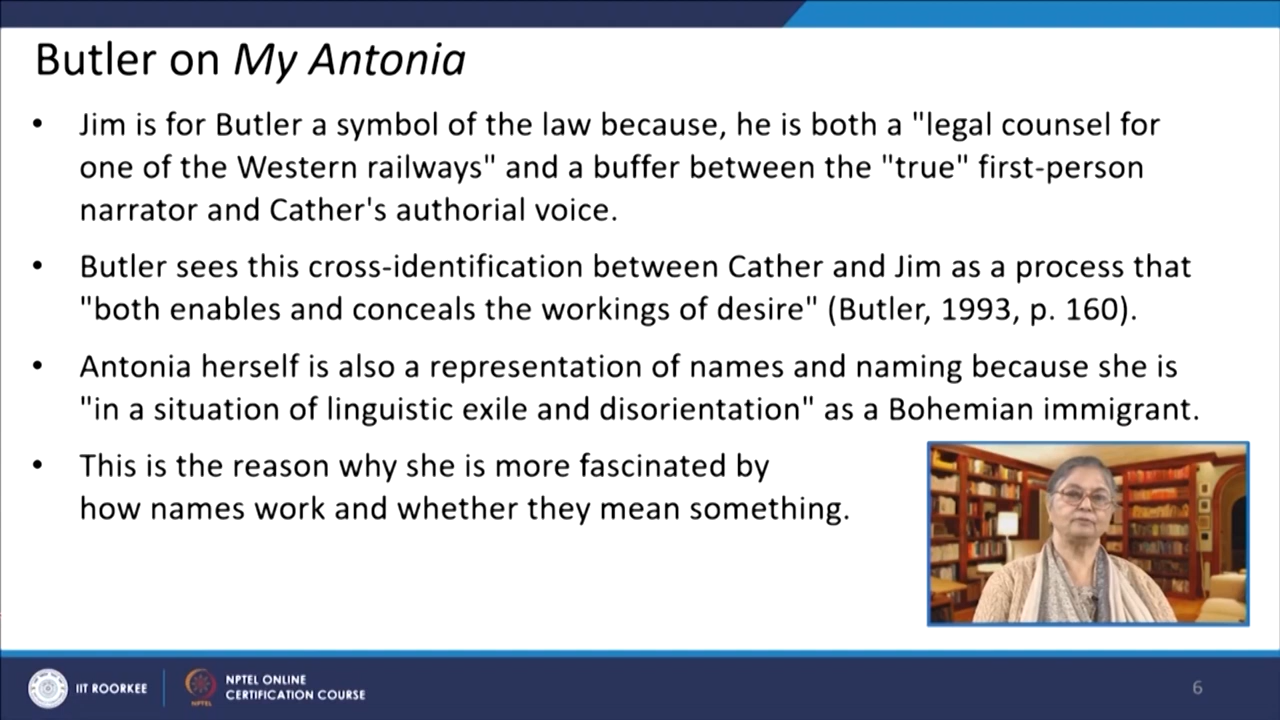 Butler on My Antonia
• Jim is for Butler a symbol of the law because, he is both a "legal counsel for
one of the Western railways" and a buffer between the "true" first-person
narrator and Cather's authorial voice.
• Butler sees this cross-identification between Cather and Jim as a process that
"both enables and conceals the workings of desire" (Butler, 1993, p. 160).
• Antonia herself is also a representation of names and naming because she is
"in a situation of linguistic exile and disorientation" as a Bohemian immigrant.
• This is the reason why she is more fascinated by
how names work and whether they mean something.
IIT ROORKEE
NPTEL
NPTEL ONLINE
CERTIFICATION COURSE
6